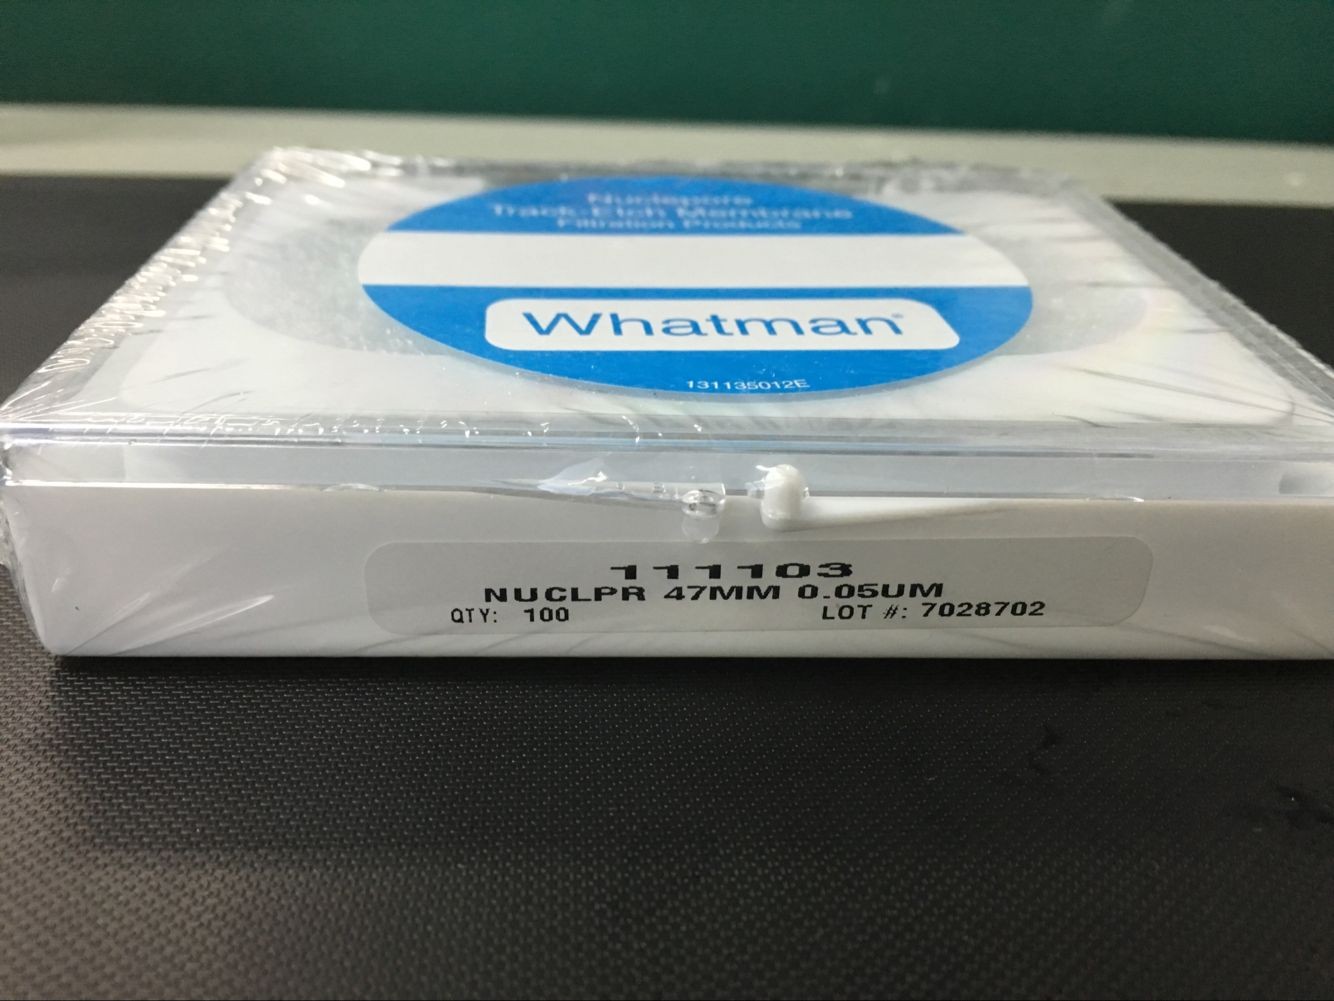 Nuclepore
Track-Etch Membrane
Filtration Products
Whatman®
131135012E
111103
NUCLPR 47MM 0.05UM
QTY: 100 LOT #: 7028702